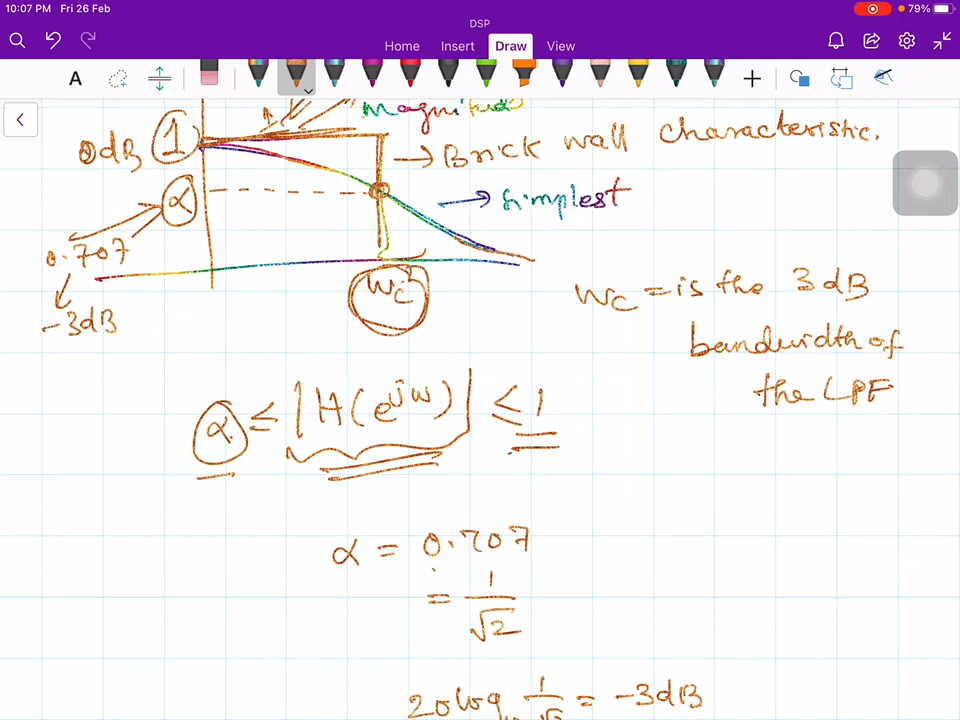 10:07 PM Fri 26 Feb
79%
DSP
Home Insert Draw View
A
Magnitude
characteristic.
0dB 1
→ Brick wall
α
→ Simplest
0.707
-3dB
Wc
Wc = is the 3dB
bandwidth of
the LPF
α ≤ |H(e^jω)| ≤ 1
α = 0.707
= 1/√2
20log 1/√2 = -3dB